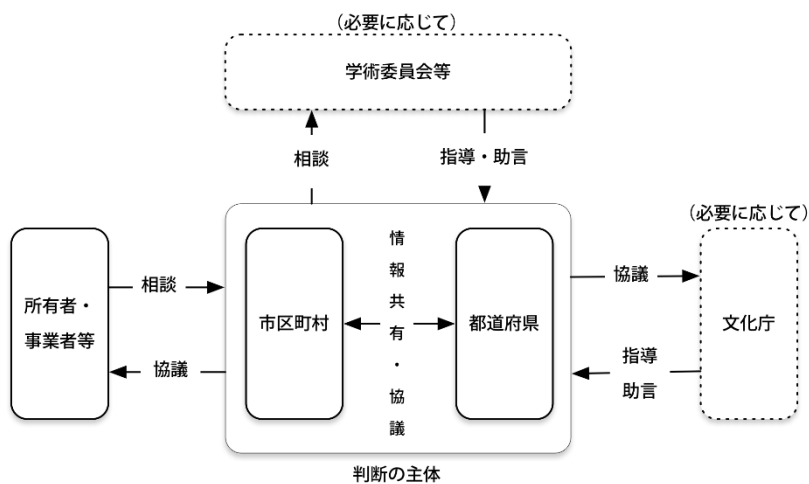 （必要に応じて）
学術委員会等
相談
指導・助言
（必要に応じて）
所有者・
事業者等
相談
協議
市区町村
情報共有・協議
都道府県
協議
指導
助言
文化庁
判断の主体